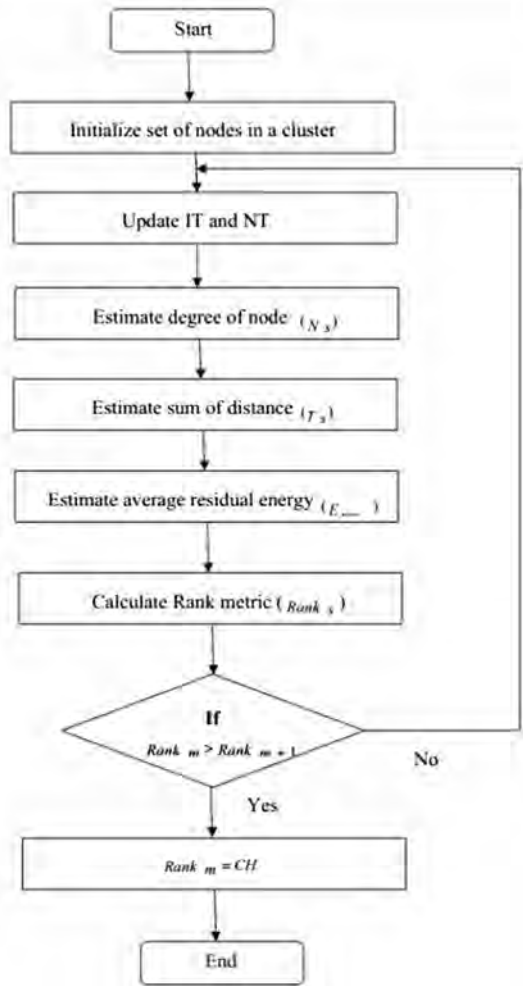 Start
Initialize set of nodes in a cluster
Update IT and NT
Estimate degree of node (N s)
Estimate sum of distance (T s)
Estimate average residual energy (E )
Calculate Rank metric (Rank s)
If
Rank m > Rank m + 1
No
Yes
Rank m = CH
End